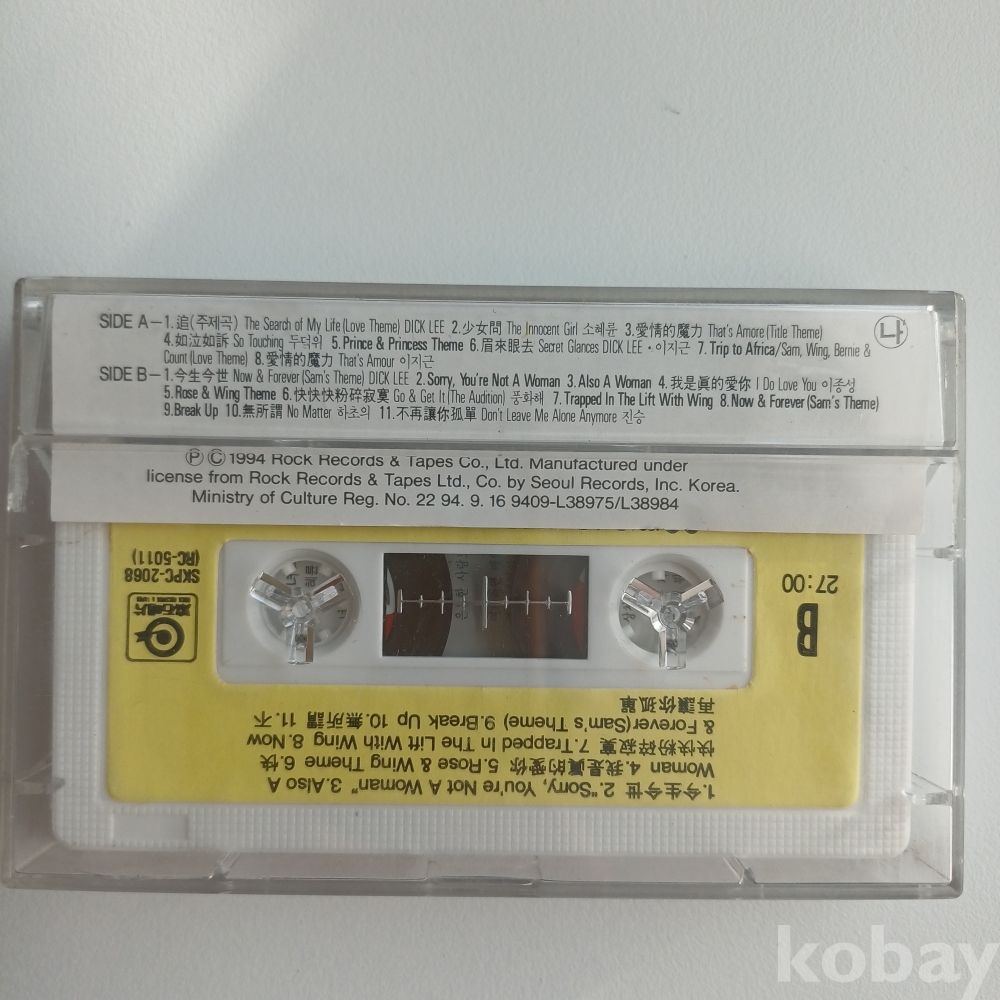 SIDE A－1.追(주제곡) The Search of My Life(Love Theme) DICK LEE 2.少女問 The Innocent Girl 소혜륜 3.愛情的魔力 That's Amore(Title Theme)
4.如泣如訴 So Touching 두덕위 5.Prince & Princess Theme 6.眉來眼去 Secret Glances DICK LEE・이지근 7.Trip to Africa/Sam, Wing, Bernie &
Count(Love Theme) 8.愛情的魔力 That's Amour 이지근
나
SIDE B－1.今生今世 Now & Forever(Sam's Theme) DICK LEE 2.Sorry, You're Not A Woman 3.Also A Woman 4.我是眞的愛你 I Do Love You 이종성
5.Rose & Wing Theme 6.快快快粉碎寂寞 Go & Get It(The Audition) 풍화해 7.Trapped In The Lift With Wing 8.Now & Forever(Sam's Theme)
9.Break Up 10.無所謂 No Matter 하초의 11.不再讓你孤單 Don't Leave Me Alone Anymore 진승
Ⓟ Ⓒ 1994 Rock Records & Tapes Co., Ltd. Manufactured under
license from Rock Records & Tapes Ltd., Co. by Seoul Records, Inc. Korea.
Ministry of Culture Reg. No. 22 94. 9. 16 9409-L38975/L38984
1.今生今世 2. "Sorry, You're Not A Woman" 3.Also A
Woman 4.我是眞的愛你 5.Rose & Wing Theme 6.快
快快粉碎寂寞 7.Trapped In The Lift With Wing 8.Now
& Forever(Sam's Theme) 9.Break Up 10.無所謂 11.不
再讓你孤單
B
27:00
滾石唱片
SKPC-2068
(RC-5011)
kobay